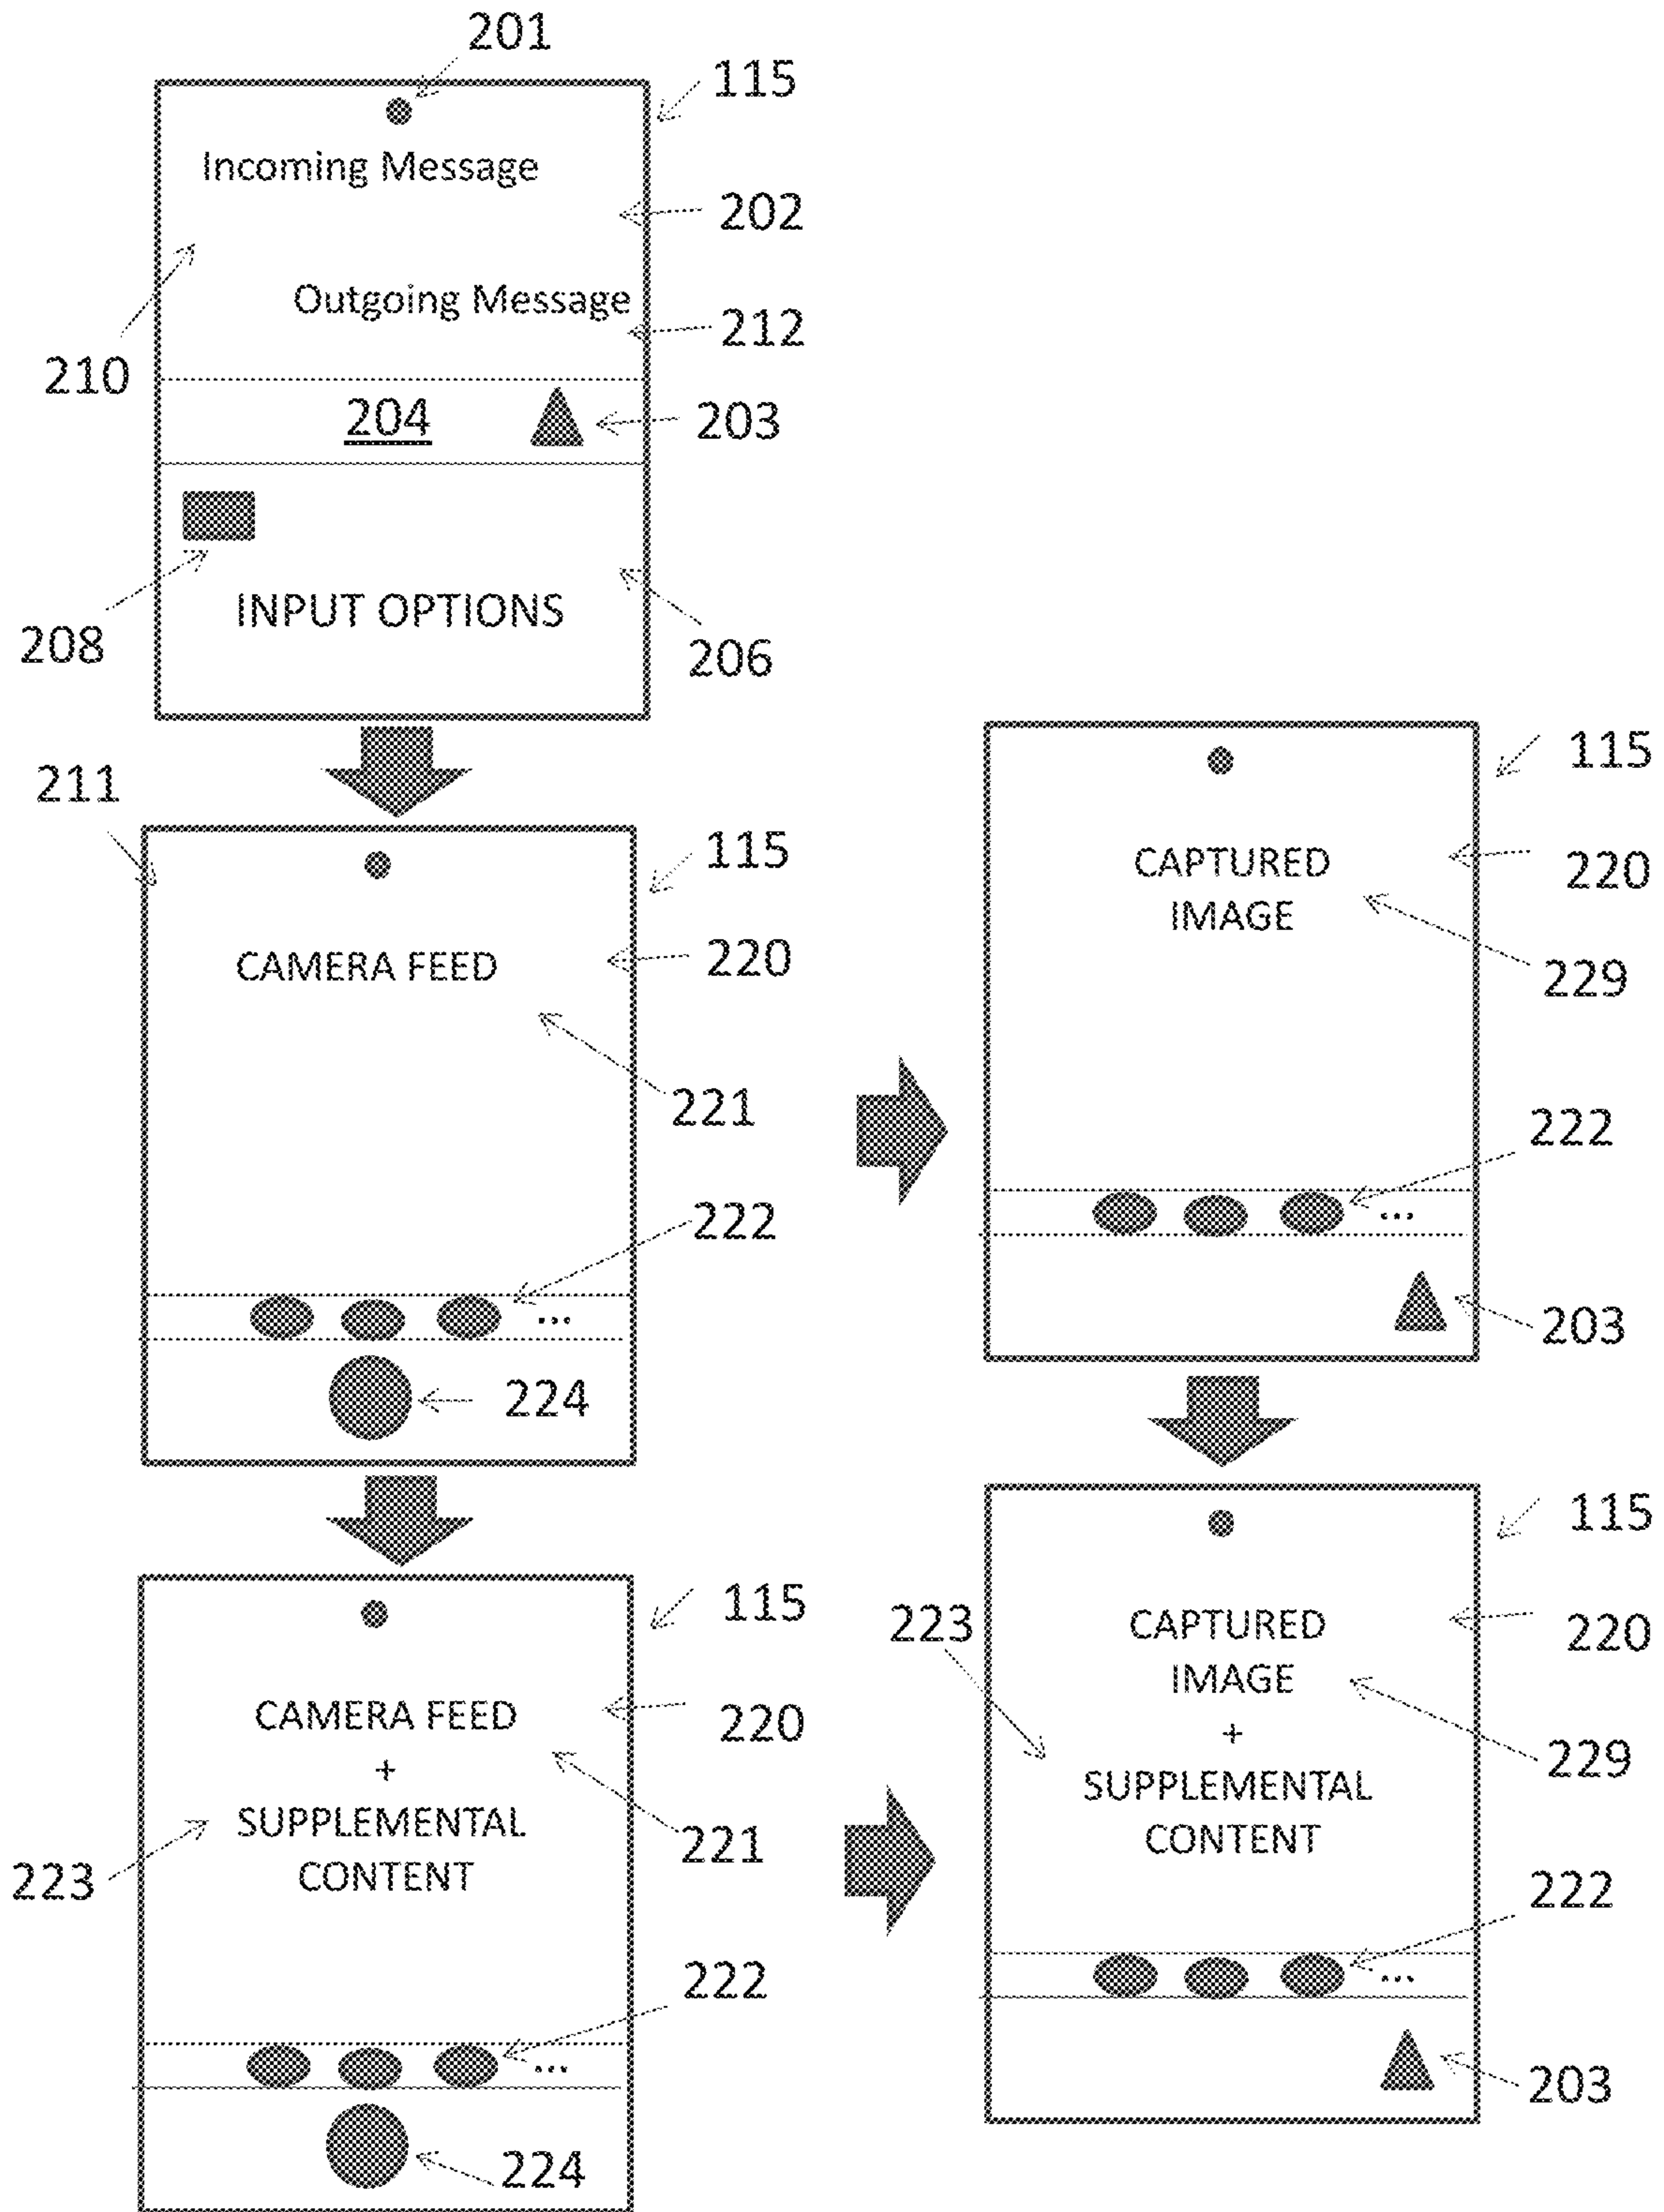 201
115
Incoming Message
202
Outgoing Message
212
210
204
203
208
INPUT OPTIONS
206
211
115
CAMERA FEED
220
221
222
...
224
115
CAPTURED
IMAGE
220
229
222
...
203
115
CAMERA FEED
+
SUPPLEMENTAL
CONTENT
220
221
223
222
...
224
115
223
CAPTURED
IMAGE
+
SUPPLEMENTAL
CONTENT
220
229
222
...
203